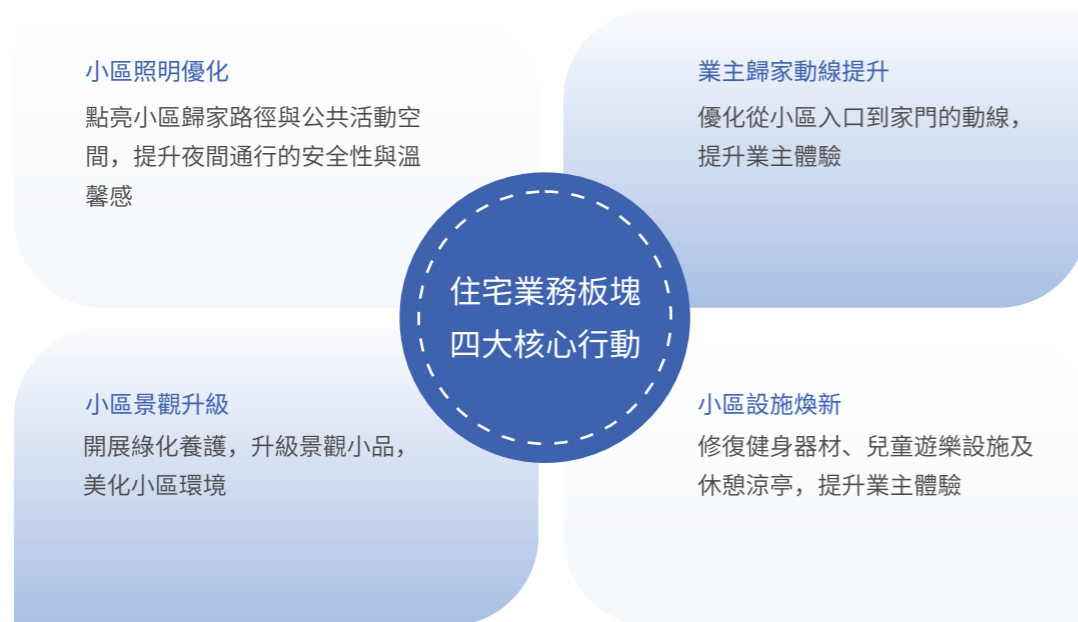 小區照明優化
點亮小區歸家路徑與公共活動空
間，提升夜間通行的安全性與溫
馨感
業主歸家動線提升
優化從小區入口到家門的動線，
提升業主體驗
住宅業務板塊
四大核心行動
小區景觀升級
開展綠化養護，升級景觀小品，
美化小區環境
小區設施煥新
修復健身器材、兒童遊樂設施及
休憩涼亭，提升業主體驗